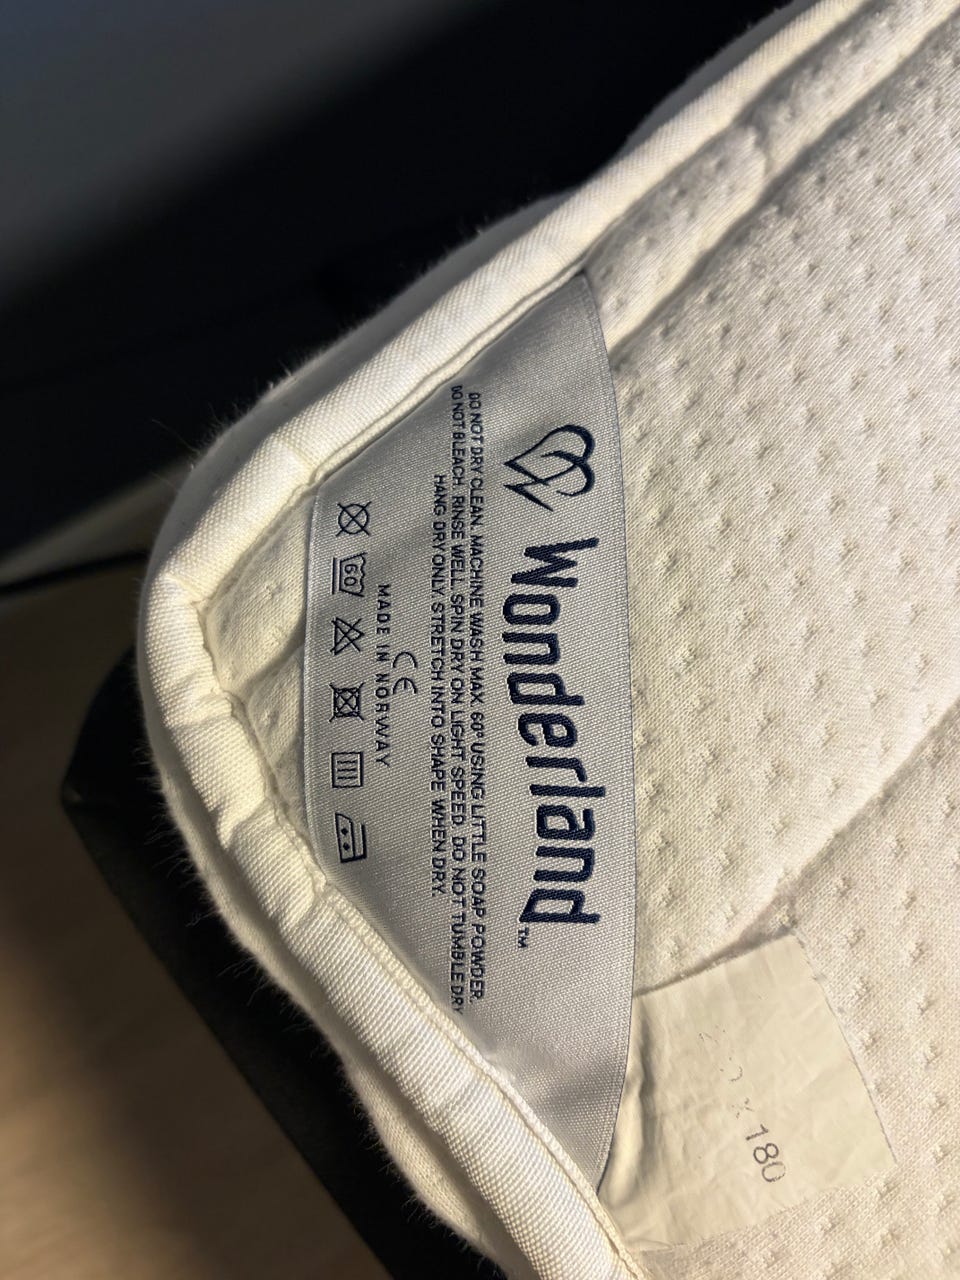 Wonderland™
DO NOT DRY CLEAN. MACHINE WASH MAX. 60° USING LITTLE SOAP POWDER.
DO NOT BLEACH. RINSE WELL. SPIN DRY ON LIGHT SPEED. DO NOT TUMBLE DRY
HANG DRY ONLY. STRETCH INTO SHAPE WHEN DRY.
CE
MADE IN NORWAY
60
x 180